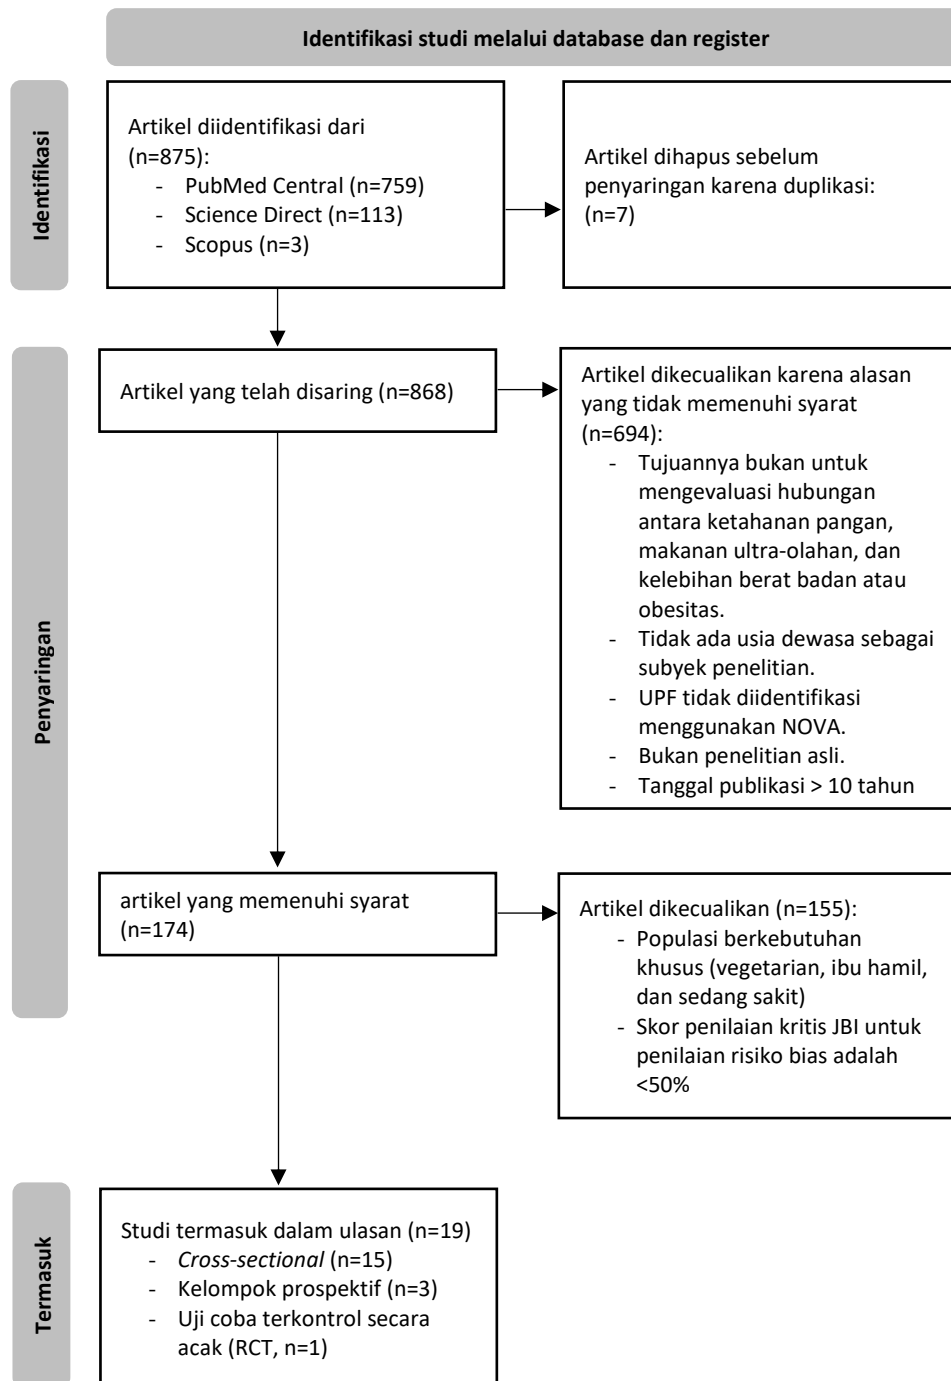 Identifikasi studi melalui database dan register
Identifikasi
Artikel diidentifikasi dari
(n=875):
- PubMed Central (n=759)
- Science Direct (n=113)
- Scopus (n=3)
Artikel dihapus sebelum
penyaringan karena duplikasi:
(n=7)
Penyaringan
Artikel yang telah disaring (n=868)
Artikel dikecualikan karena alasan
yang tidak memenuhi syarat
(n=694):
- Tujuannya bukan untuk
mengevaluasi hubungan
antara ketahanan pangan,
makanan ultra-olahan, dan
kelebihan berat badan atau
obesitas.
- Tidak ada usia dewasa sebagai
subyek penelitian.
- UPF tidak diidentifikasi
menggunakan NOVA.
- Bukan penelitian asli.
- Tanggal publikasi > 10 tahun
artikel yang memenuhi syarat
(n=174)
Artikel dikecualikan (n=155):
- Populasi berkebutuhan
khusus (vegetarian, ibu hamil,
dan sedang sakit)
- Skor penilaian kritis JBI untuk
penilaian risiko bias adalah
<50%
Termasuk
Studi termasuk dalam ulasan (n=19)
- Cross-sectional (n=15)
- Kelompok prospektif (n=3)
- Uji coba terkontrol secara
acak (RCT, n=1)